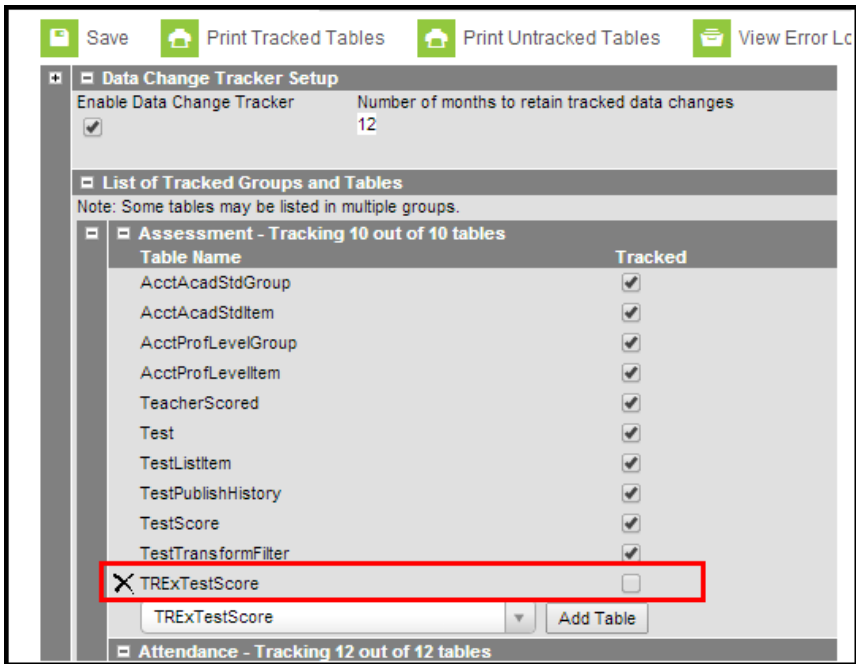 Save Print Tracked Tables Print Untracked Tables View Error Lo
Data Change Tracker Setup
Enable Data Change Tracker Number of months to retain tracked data changes
12
List of Tracked Groups and Tables
Note: Some tables may be listed in multiple groups.
Assessment - Tracking 10 out of 10 tables
Table Name Tracked
AcctAcadStdGroup
AcctAcadStdItem
AcctProfLevelGroup
AcctProfLevelItem
TeacherScored
Test
TestListItem
TestPublishHistory
TestScore
TestTransformFilter
TRExTestScore
TRExTestScore Add Table
Attendance - Tracking 12 out of 12 tables